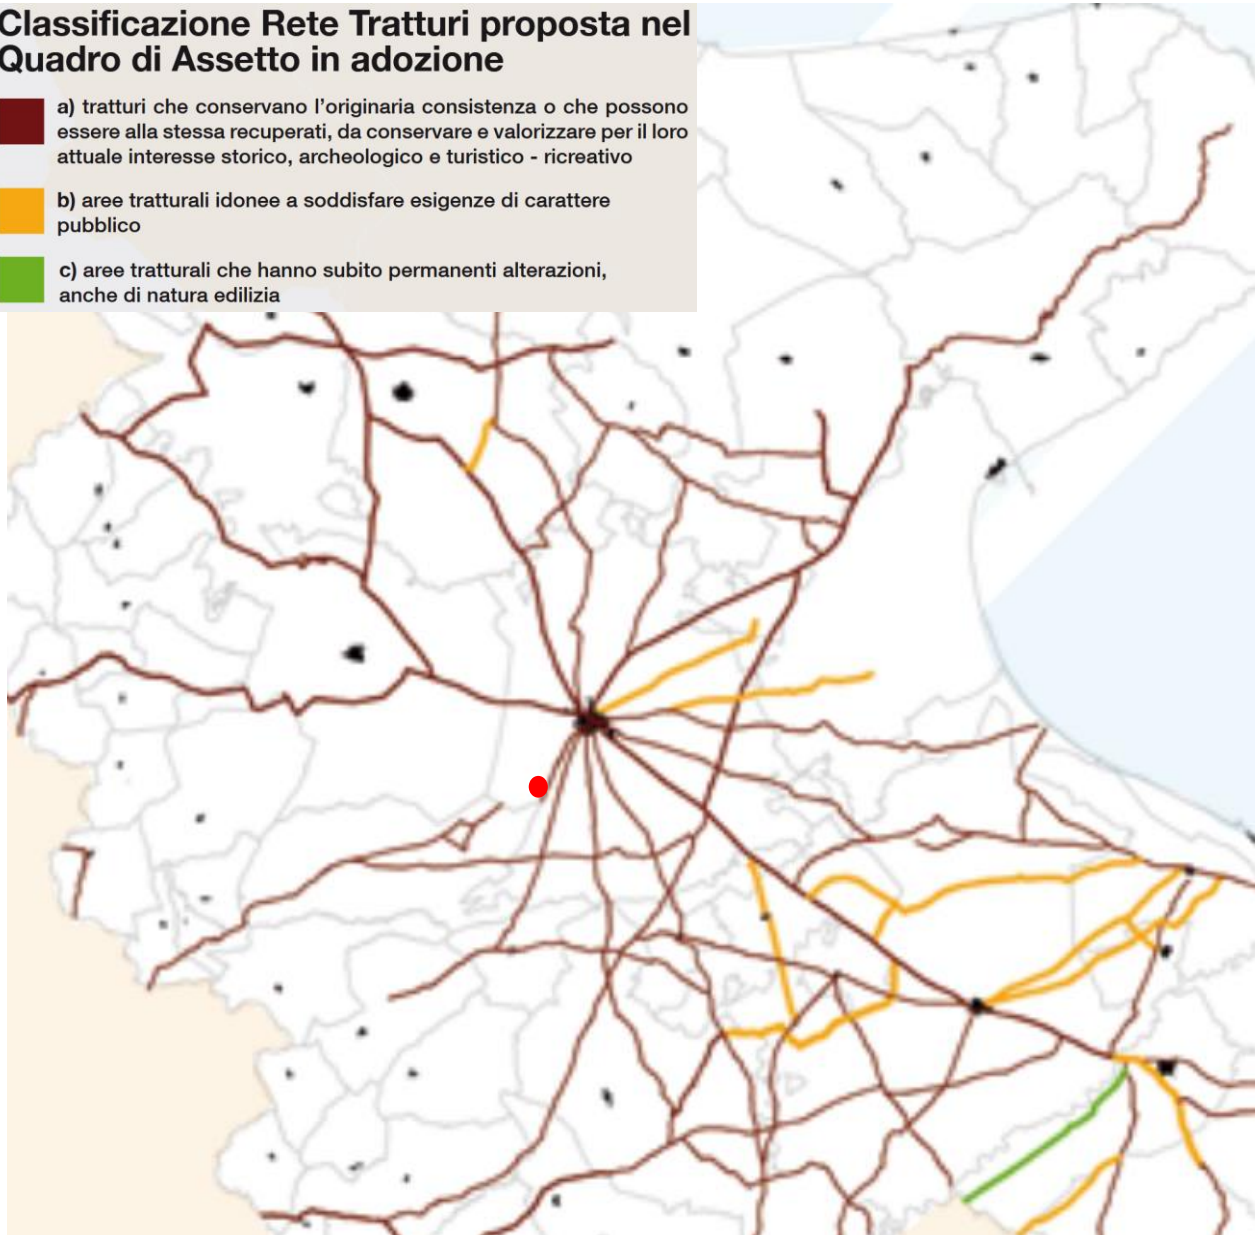 Classificazione Rete Tratturi proposta nel
Quadro di Assetto in adozione
a) tratturi che conservano l'originaria consistenza o che possono
essere alla stessa recuperati, da conservare e valorizzare per il loro
attuale interesse storico, archeologico e turistico - ricreativo
b) aree tratturali idonee a soddisfare esigenze di carattere
pubblico
c) aree tratturali che hanno subito permanenti alterazioni,
anche di natura edilizia